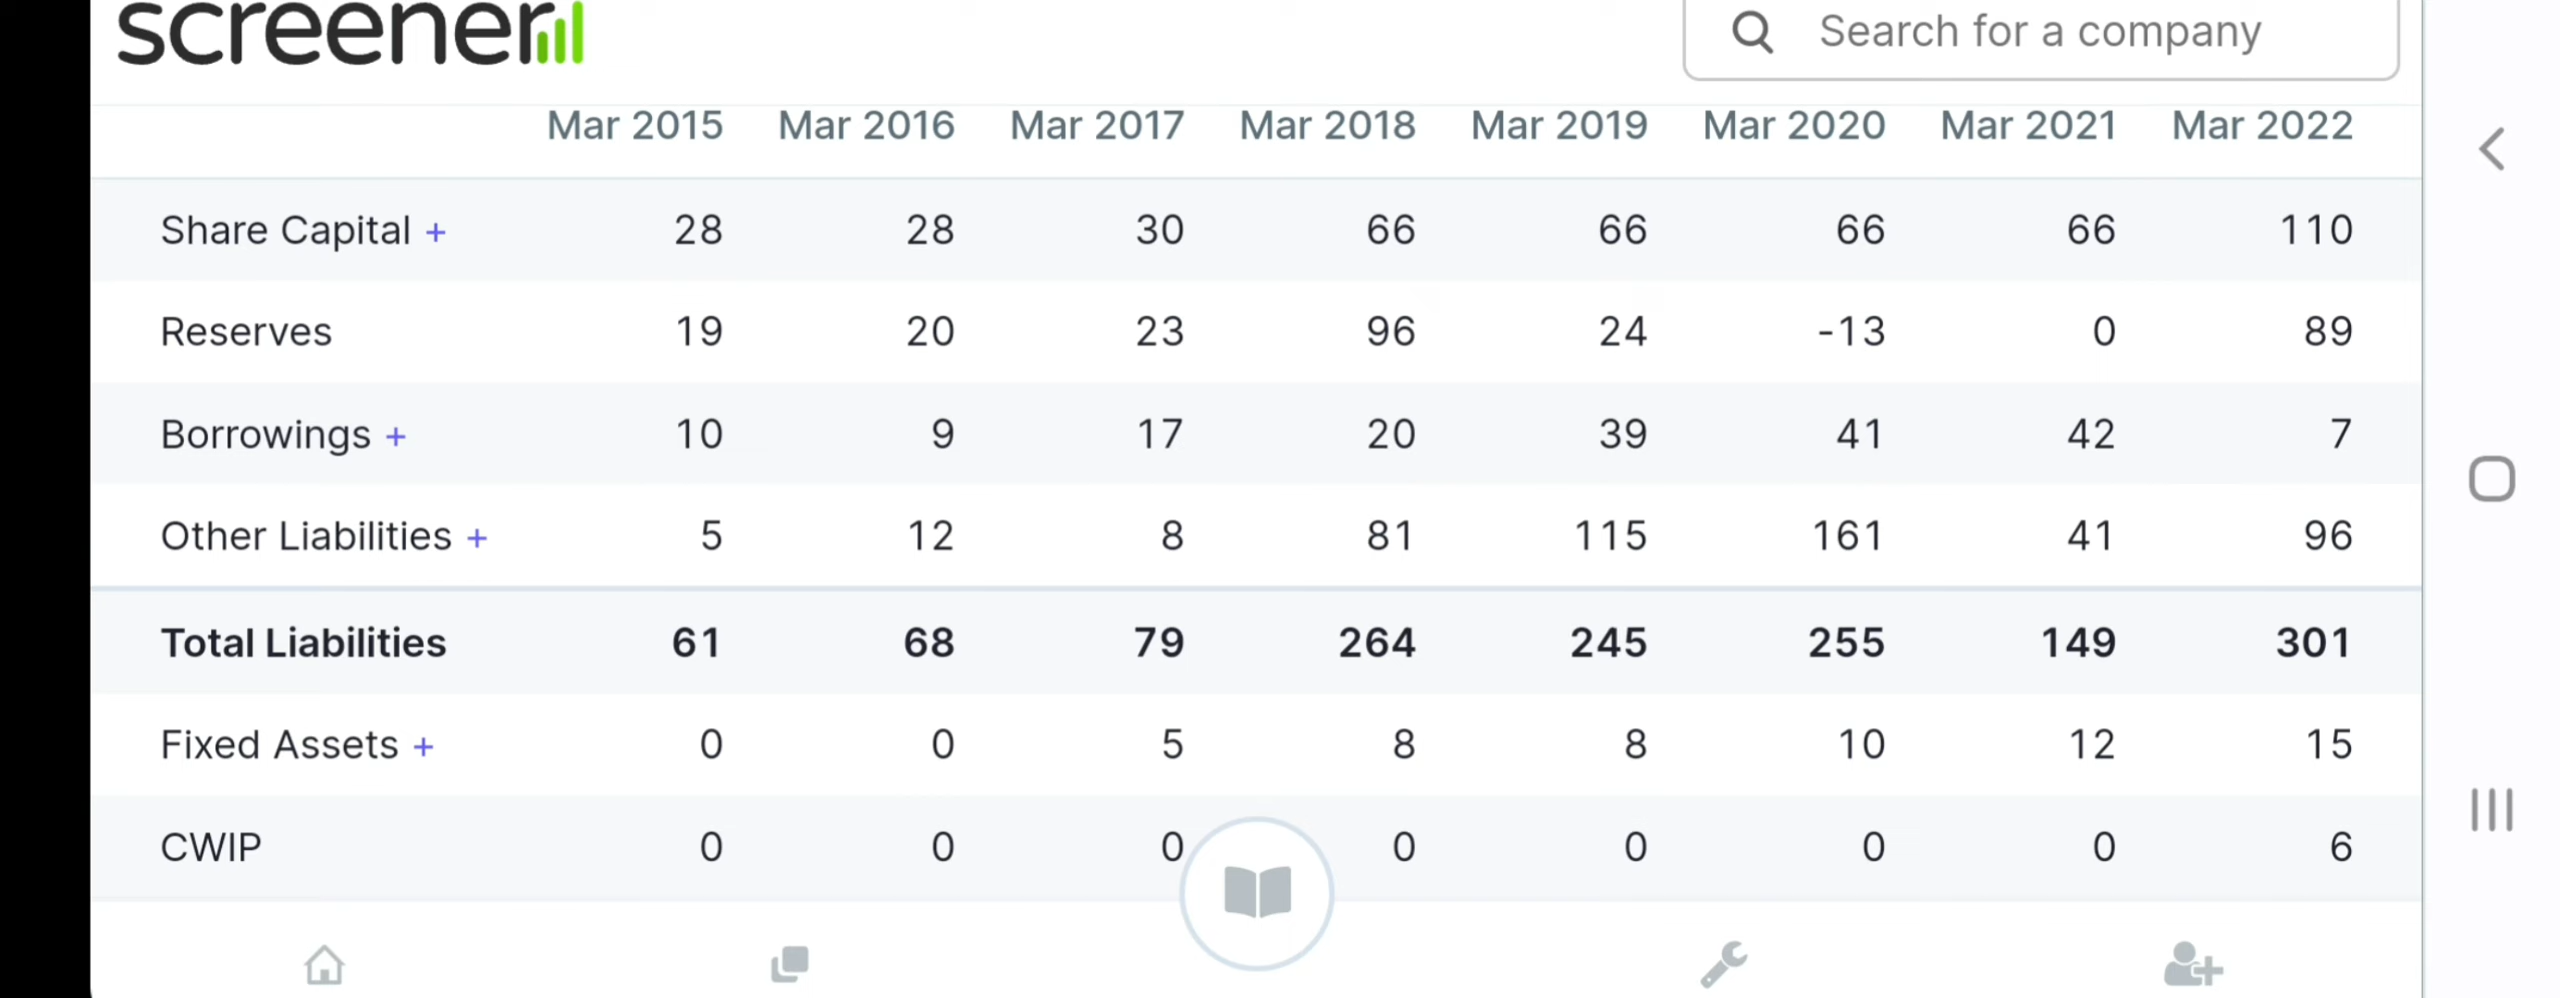 screener
Search for a company
Mar 2015 Mar 2016 Mar 2017 Mar 2018 Mar 2019 Mar 2020 Mar 2021 Mar 2022
Share Capital + 28 28 30 66 66 66 66 110
Reserves 19 20 23 96 24 -13 0 89
Borrowings + 10 9 17 20 39 41 42 7
Other Liabilities + 5 12 8 81 115 161 41 96
Total Liabilities 61 68 79 264 245 255 149 301
Fixed Assets + 0 0 5 8 8 10 12 15
CWIP 0 0 0 0 0 0 0 6